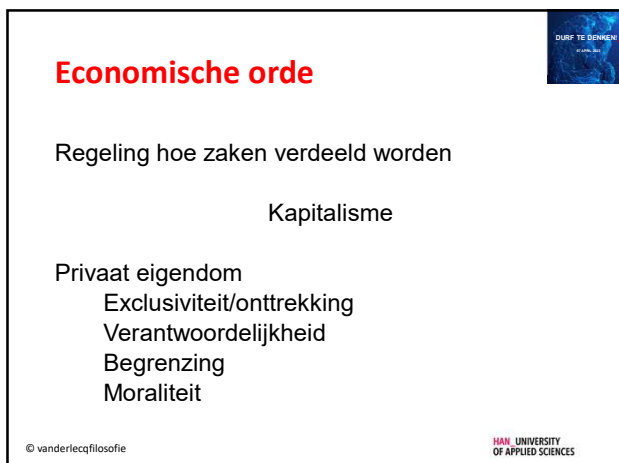 DURF TE DENKEN!
Economische orde
Regeling hoe zaken verdeeld worden
Kapitalisme
Privaat eigendom
Exclusiviteit/onttrekking
Verantwoordelijkheid
Begrenzing
Moraliteit
© vanderlecqfilosofie
HAN_UNIVERSITY
OF APPLIED SCIENCES